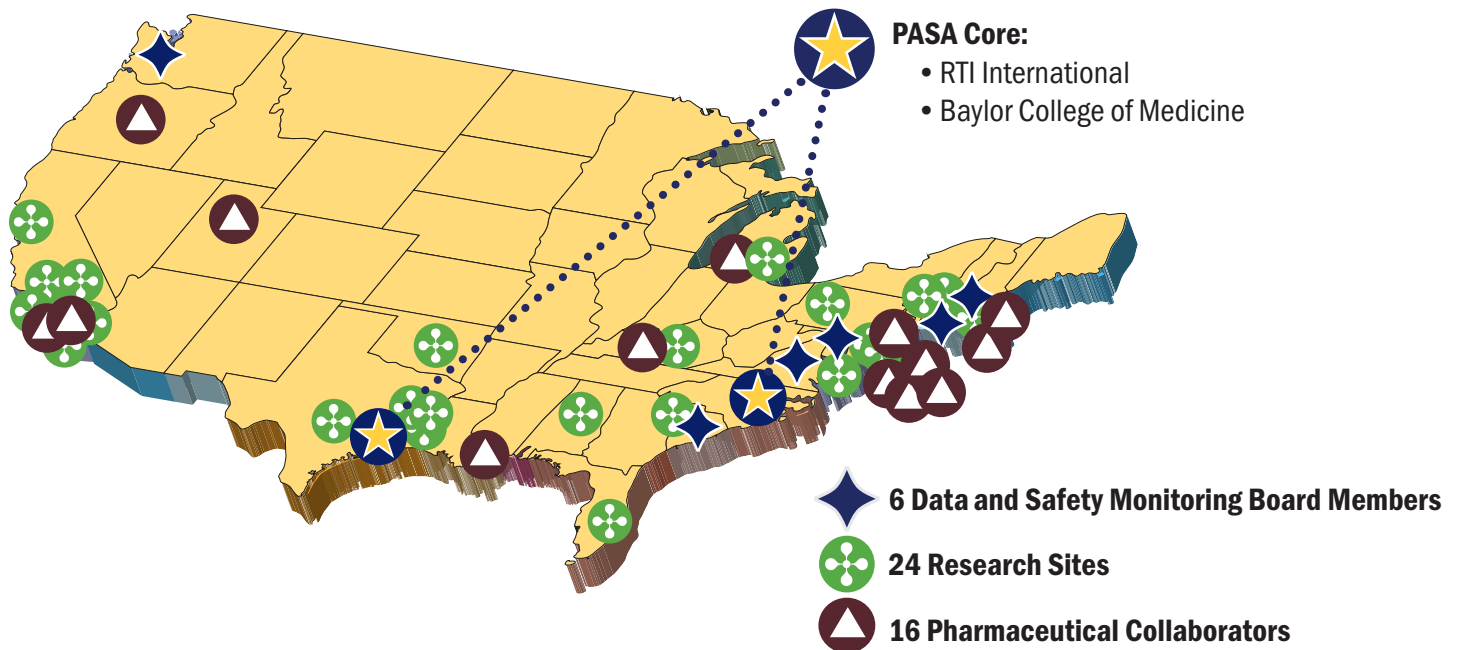 PASA Core:
• RTI International
• Baylor College of Medicine
6 Data and Safety Monitoring Board Members
24 Research Sites
16 Pharmaceutical Collaborators